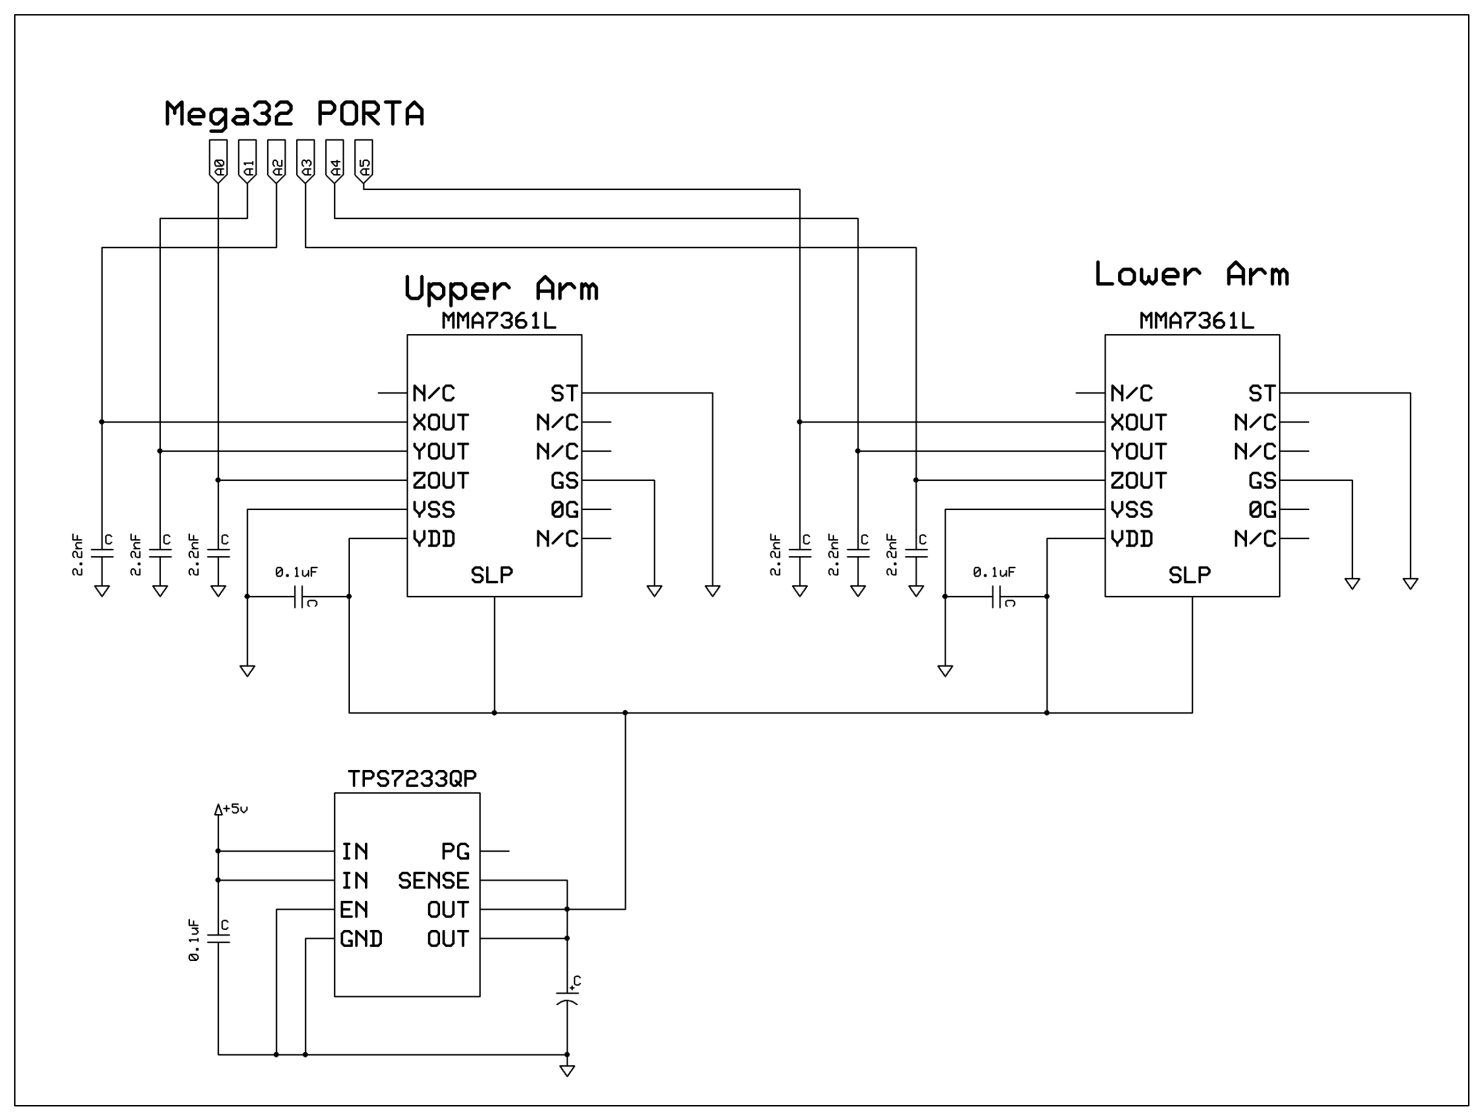 Mega32 PORTA
A0 A1 A2 A3 A4 A5
Upper Arm
MMA7361L
N/C ST
XOUT N/C
YOUT N/C
ZOUT GS
VSS 0G
VDD N/C
SLP
2.2nF C
2.2nF C
2.2nF C
0.1uF
C
Lower Arm
MMA7361L
N/C ST
XOUT N/C
YOUT N/C
ZOUT GS
VSS 0G
VDD N/C
SLP
2.2nF C
2.2nF C
2.2nF C
0.1uF
C
TPS7233QP
+5v
IN PG
IN SENSE
EN OUT
GND OUT
0.1uF C
+C